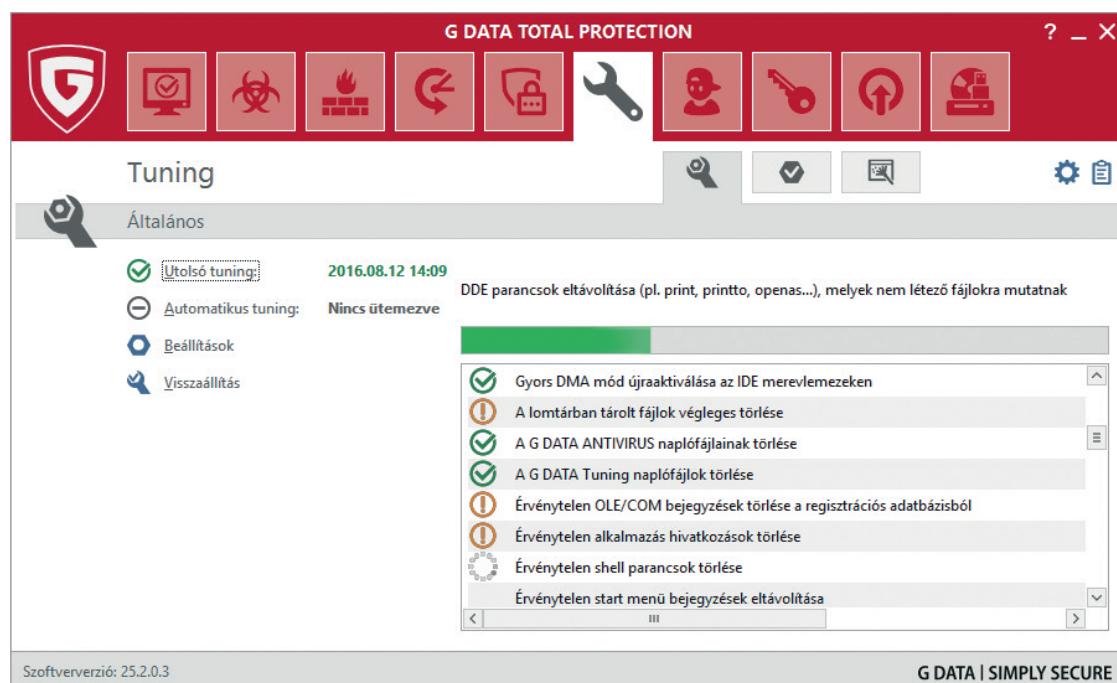 G DATA TOTAL PROTECTION
Tuning
Általános
Utolsó tuning: 2016.08.12 14:09
Automatikus tuning: Nincs ütemezve
Beállítások
Visszaállítás
DDE parancsok eltávolítása (pl. print, printto, openas...), melyek nem létező fájlokra mutatnak
Gyors DMA mód újraaktiválása az IDE merevlemezeken
A lomtárban tárolt fájlok végleges törlése
A G DATA ANTIVIRUS naplófájlainak törlése
A G DATA Tuning naplófájlok törlése
Érvénytelen OLE/COM bejegyzések törlése a regisztrációs adatbázisból
Érvénytelen alkalmazás hivatkozások törlése
Érvénytelen shell parancsok törlése
Érvénytelen start menü bejegyzések eltávolítása
Szoftververzió: 25.2.0.3
G DATA | SIMPLY SECURE